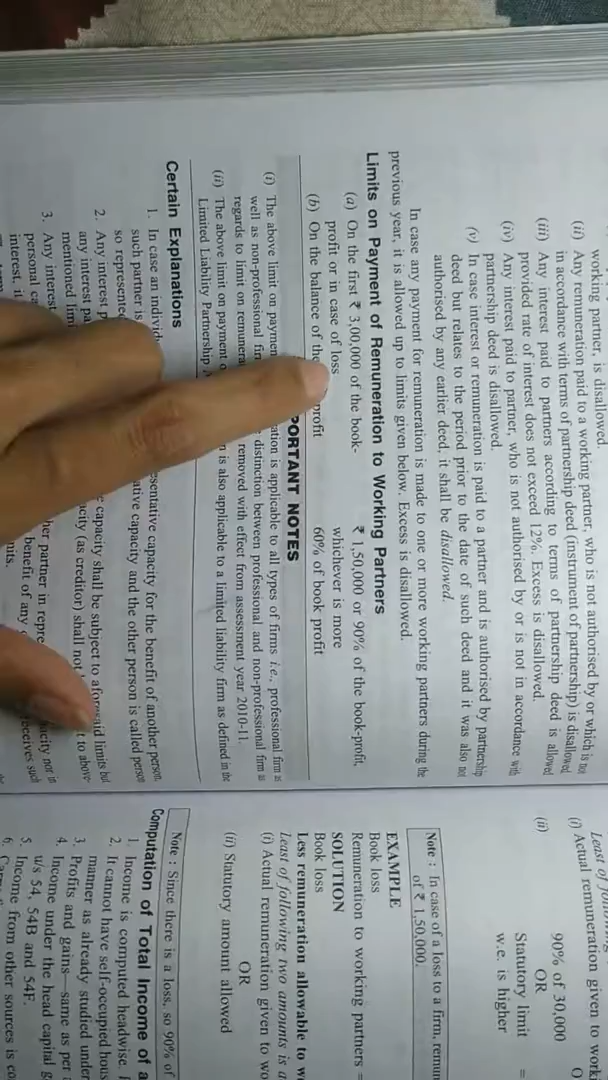 working partner, is disallowed
(ii) Any remuneration paid to a working partner, who is not authorised by or which is not
in accordance with terms of partnership deed (instrument of partnership) is disallowed
(iii) Any interest paid to partners according to terms of partnership deed is allowed
provided rate of interest does not exceed 12%. Excess is disallowed.
(iv) Any interest paid to partner, who is not authorised by or is not in accordance with
partnership deed is disallowed.
(v) In case interest or remuneration is paid to a partner and is authorised by partnership
deed but relates to the period prior to the date of such deed and it was also not
authorised by any earlier deed, it shall be disallowed.
In case any payment for remuneration is made to one or more working partners during the
previous year, it is allowed up to limits given below. Excess is disallowed.
Limits on Payment of Remuneration to Working Partners
(a) On the first ₹ 3,00,000 of the book- ₹ 1,50,000 or 90% of the book-profit,
profit or in case of loss whichever is more
(b) On the balance of the profit 60% of book profit
PORTANT NOTES
(i) The above limit on paymen ation is applicable to all types of firms i.e., professional firm as
well as non-professional fir distinction between professional and non-professional firm as
regards to limit on remunera removed with effect from assessment year 2010-11.
(ii) The above limit on payment o n is also applicable to a limited liability firm as defined in the
Limited Liability Partnership
Certain Explanations
1. In case an individ esentative capacity for the benefit of another person
such partner is ative capacity and the other person is called person
so represented
2. Any interest p e capacity shall be subject to aforesaid limits but
any interest pa city (as creditor) shall not t to above-
mentioned limi
3. Any interest her partner in repre acity nor in
personal ca benefit of any receives such
interest, it nis.
Least of following
(i) Actual remuneration given to work
90% of 30,000
OR
(ii) Statutory limit =
w.e. is higher
Note : In case of a loss to a firm, remun
of ₹ 1,50,000.
EXAMPLE
Book loss
Remuneration to working partners =
SOLUTION
Book loss
Less remuneration allowable to wo
Least of following two amounts is a
(i) Actual remuneration given to wo
OR
(ii) Statutory amount allowed
Note : Since there is a loss, so 90% of
Computation of Total Income of a
1. Income is computed headwise. I
2. It cannot have self-occupied hous
manner as already studied under
3. Profits and gains—same as per
4. Income under the head capital g
u/s 54, 54B and 54F.
5. Income from other sources is co
6.